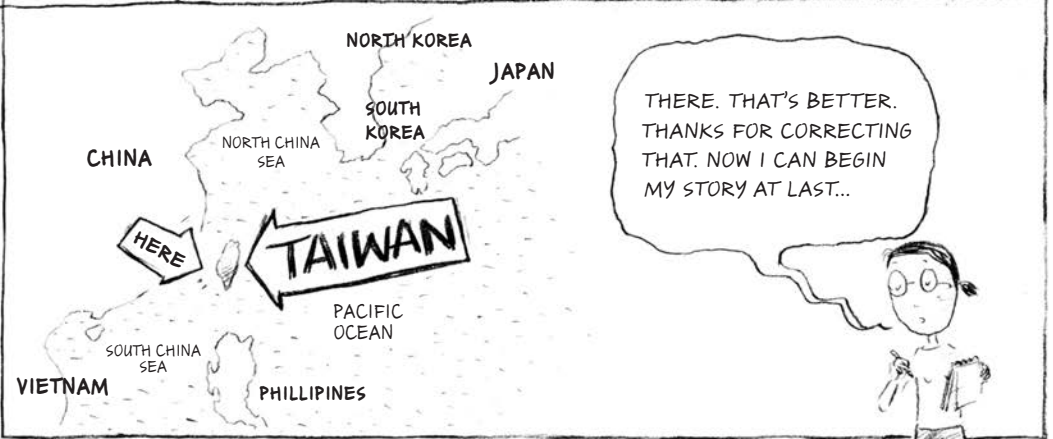 NORTH KOREA
JAPAN
SOUTH
KOREA
NORTH CHINA
SEA
CHINA
HERE
TAIWAN
PACIFIC
OCEAN
SOUTH CHINA
SEA
VIETNAM
PHILLIPINES
THERE. THAT'S BETTER.
THANKS FOR CORRECTING
THAT. NOW I CAN BEGIN
MY STORY AT LAST...